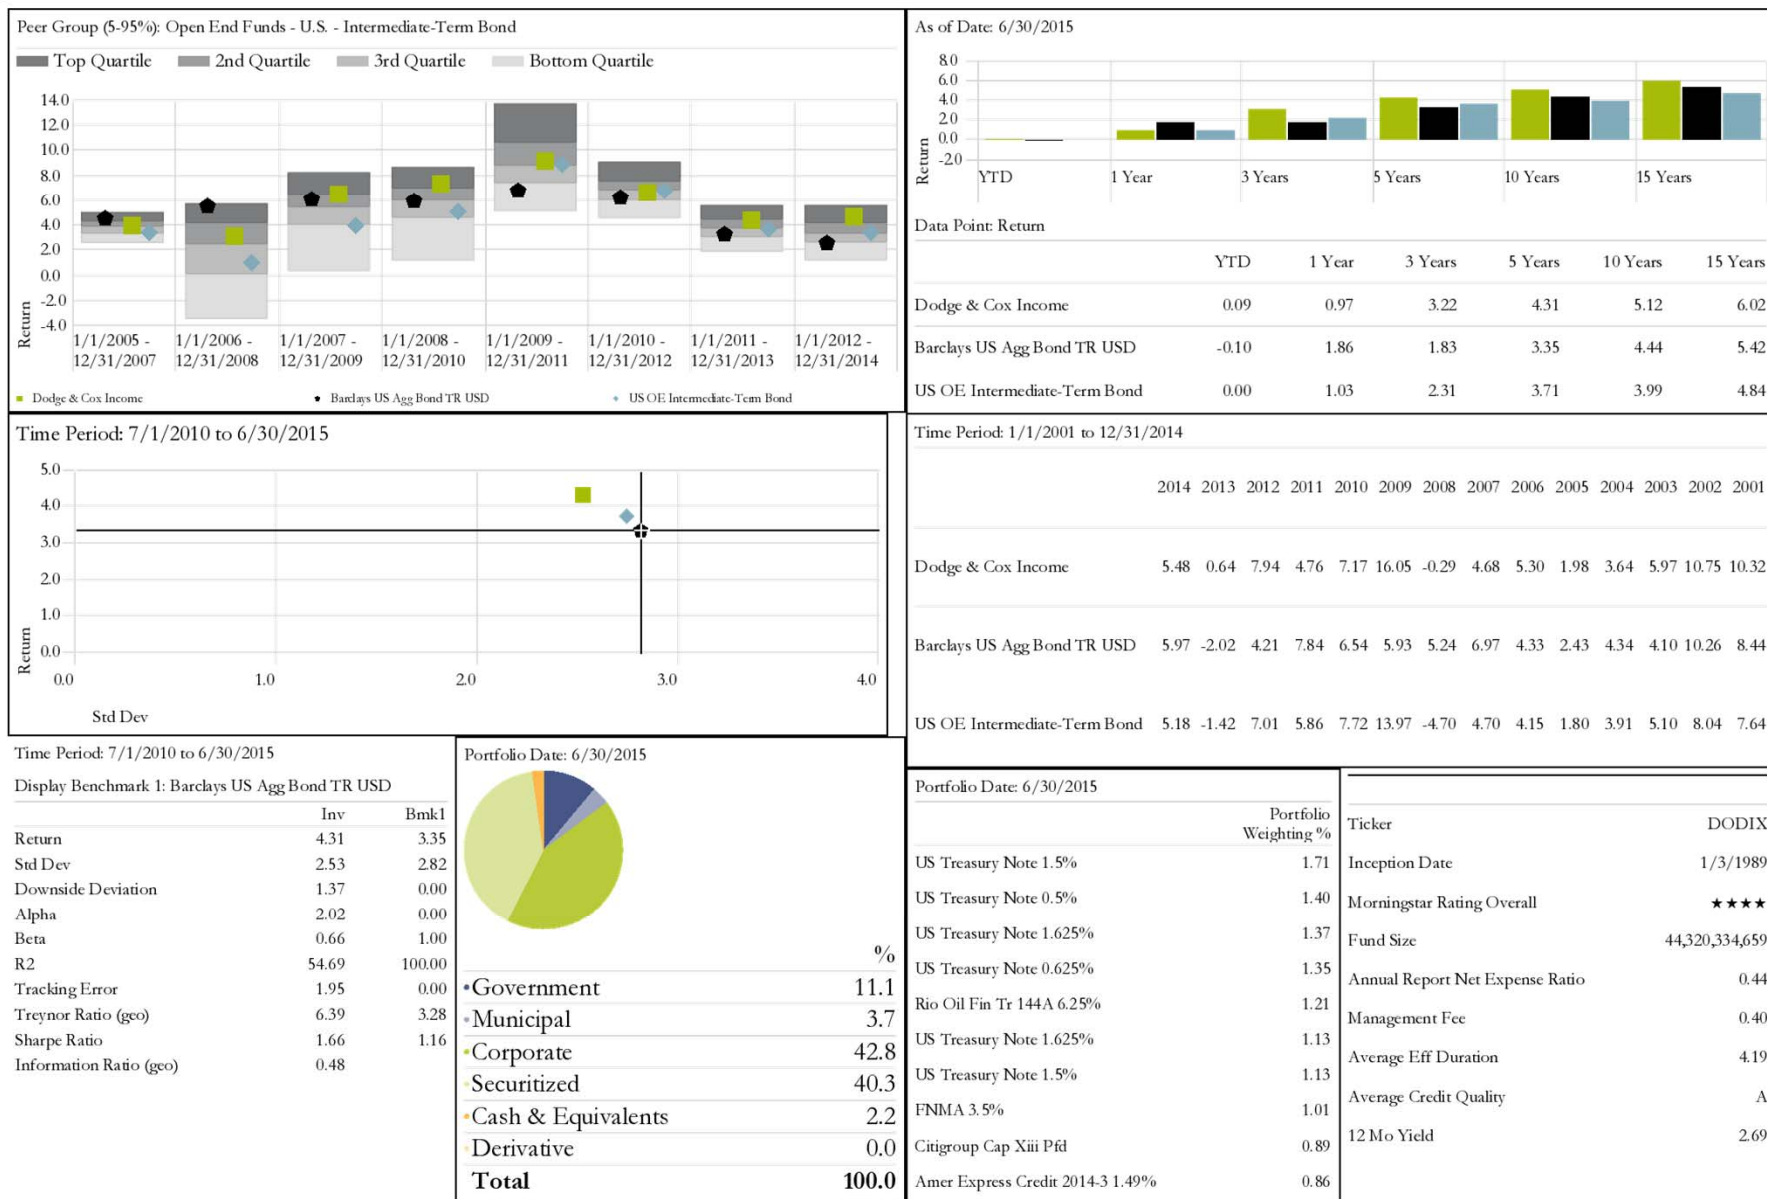 Peer Group (5-95%): Open End Funds - U.S. - Intermediate-Term Bond
Top Quartile 2nd Quartile 3rd Quartile Bottom Quartile
14.0
12.0
10.0
8.0
6.0
4.0
2.0
0.0
-2.0
-4.0
Return
1/1/2005 - 1/1/2006 - 1/1/2007 - 1/1/2008 - 1/1/2009 - 1/1/2010 - 1/1/2011 - 1/1/2012 -
12/31/2007 12/31/2008 12/31/2009 12/31/2010 12/31/2011 12/31/2012 12/31/2013 12/31/2014
Dodge & Cox Income Barclays US Agg Bond TR USD US OE Intermediate-Term Bond
As of Date: 6/30/2015
8.0
6.0
4.0
2.0
0.0
-2.0
Return
YTD 1 Year 3 Years 5 Years 10 Years 15 Years
Data Point: Return
YTD 1 Year 3 Years 5 Years 10 Years 15 Years
Dodge & Cox Income 0.09 0.97 3.22 4.31 5.12 6.02
Barclays US Agg Bond TR USD -0.10 1.86 1.83 3.35 4.44 5.42
US OE Intermediate-Term Bond 0.00 1.03 2.31 3.71 3.99 4.84
Time Period: 7/1/2010 to 6/30/2015
5.0
4.0
3.0
2.0
1.0
0.0
Return
0.0 1.0 2.0 3.0 4.0
Std Dev
Time Period: 1/1/2001 to 12/31/2014
2014 2013 2012 2011 2010 2009 2008 2007 2006 2005 2004 2003 2002 2001
Dodge & Cox Income 5.48 0.64 7.94 4.76 7.17 16.05 -0.29 4.68 5.30 1.98 3.64 5.97 10.75 10.32
Barclays US Agg Bond TR USD 5.97 -2.02 4.21 7.84 6.54 5.93 5.24 6.97 4.33 2.43 4.34 4.10 10.26 8.44
US OE Intermediate-Term Bond 5.18 -1.42 7.01 5.86 7.72 13.97 -4.70 4.70 4.15 1.80 3.91 5.10 8.04 7.64
Time Period: 7/1/2010 to 6/30/2015
Display Benchmark 1: Barclays US Agg Bond TR USD
Inv Bmk1
Return 4.31 3.35
Std Dev 2.53 2.82
Downside Deviation 1.37 0.00
Alpha 2.02 0.00
Beta 0.66 1.00
R2 54.69 100.00
Tracking Error 1.95 0.00
Treynor Ratio (geo) 6.39 3.28
Sharpe Ratio 1.66 1.16
Information Ratio (geo) 0.48
Portfolio Date: 6/30/2015
%
Government 11.1
Municipal 3.7
Corporate 42.8
Securitized 40.3
Cash & Equivalents 2.2
Derivative 0.0
Total 100.0
Portfolio Date: 6/30/2015
Portfolio
Weighting %
US Treasury Note 1.5% 1.71
US Treasury Note 0.5% 1.40
US Treasury Note 1.625% 1.37
US Treasury Note 0.625% 1.35
Rio Oil Fin Tr 144A 6.25% 1.21
US Treasury Note 1.625% 1.13
US Treasury Note 1.5% 1.13
FNMA 3.5% 1.01
Citigroup Cap Xiii Pfd 0.89
Amer Express Credit 2014-3 1.49% 0.86
Ticker DODIX
Inception Date 1/3/1989
Morningstar Rating Overall ★★★★
Fund Size 44,320,334,659
Annual Report Net Expense Ratio 0.44
Management Fee 0.40
Average Eff Duration 4.19
Average Credit Quality A
12 Mo Yield 2.69